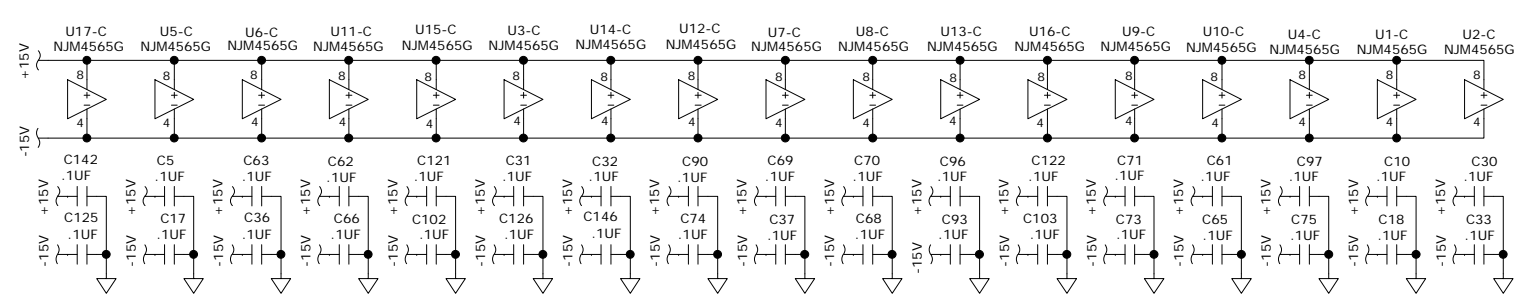 U17-C U5-C U6-C U11-C U15-C U3-C U14-C U12-C U7-C U8-C U13-C U16-C U9-C U10-C U4-C U1-C U2-C
NJM4565G NJM4565G NJM4565G NJM4565G NJM4565G NJM4565G NJM4565G NJM4565G NJM4565G NJM4565G NJM4565G NJM4565G NJM4565G NJM4565G NJM4565G NJM4565G NJM4565G
+15V
8 8 8 8 8 8 8 8 8 8 8 8 8 8 8 8 8
+ + + + + + + + + + + + + + + + +
- - - - - - - - - - - - - - - - -
4 4 4 4 4 4 4 4 4 4 4 4 4 4 4 4 4
-15V
C142 C5 C63 C62 C121 C31 C32 C90 C69 C70 C96 C122 C71 C61 C97 C10 C30
.1UF .1UF .1UF .1UF .1UF .1UF .1UF .1UF .1UF .1UF .1UF .1UF .1UF .1UF .1UF .1UF .1UF
+15V +15V +15V +15V +15V +15V +15V +15V +15V +15V +15V +15V +15V +15V +15V +15V +15V
C125 C17 C36 C66 C102 C126 C146 C74 C37 C68 C93 C103 C73 C65 C75 C18 C33
.1UF .1UF .1UF .1UF .1UF .1UF .1UF .1UF .1UF .1UF .1UF .1UF .1UF .1UF .1UF .1UF .1UF
-15V -15V -15V -15V -15V -15V -15V -15V -15V -15V -15V -15V -15V -15V -15V -15V -15V